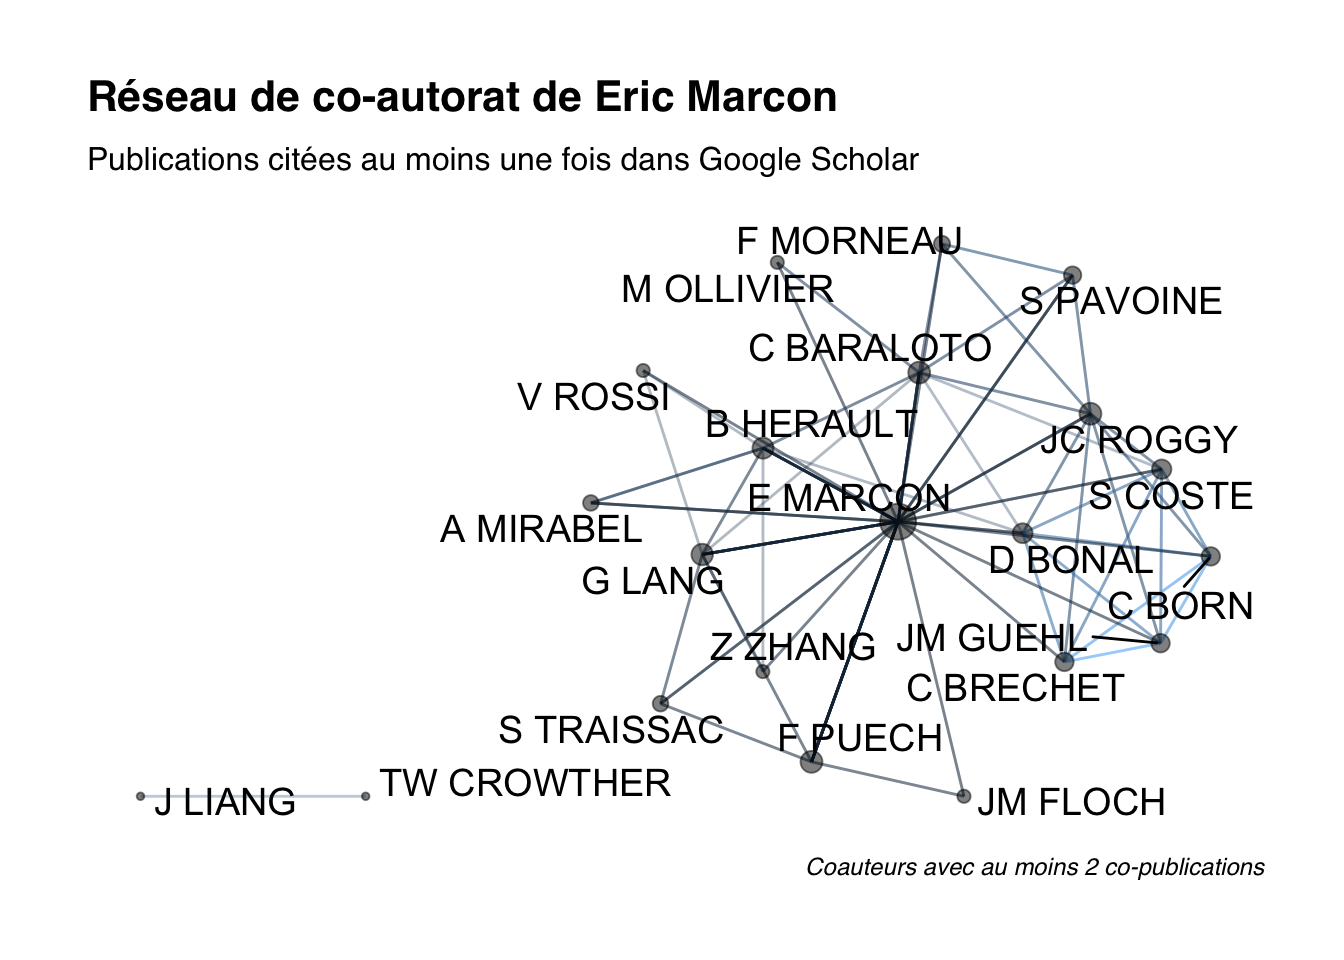 Réseau de co-autorat de Eric Marcon
Publications citées au moins une fois dans Google Scholar
F MORNEAU
M OLLIVIER
S PAVOINE
C BARALOTO
V ROSSI
B HERAULT
JC ROGGY
E MARCON
S COSTE
A MIRABEL
D BONAL
G LANG
C BORN
JM GUEHL
Z ZHANG
C BRECHET
S TRAISSAC
F PUECH
TW CROWTHER
J LIANG
JM FLOCH
Coauteurs avec au moins 2 co-publications